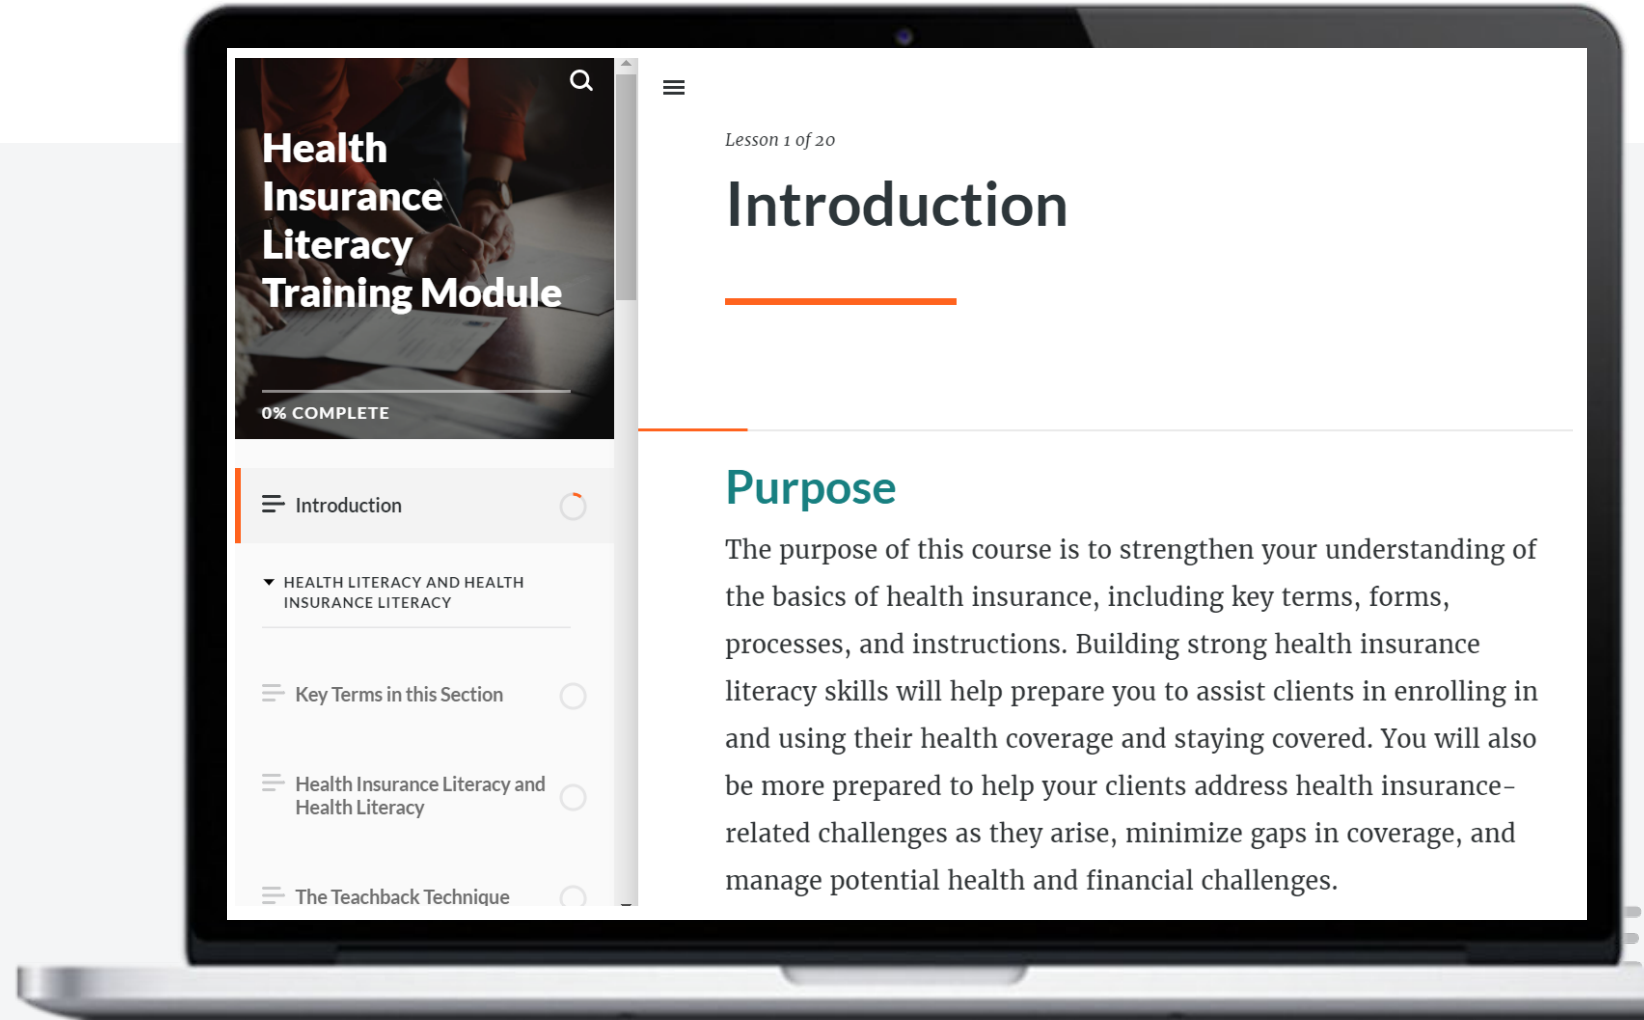 Health
Insurance
Literacy
Training Module
0% COMPLETE
Introduction
HEALTH LITERACY AND HEALTH
INSURANCE LITERACY
Key Terms in this Section
Health Insurance Literacy and
Health Literacy
The Teachback Technique
Lesson 1 of 20
Introduction
Purpose
The purpose of this course is to strengthen your understanding of
the basics of health insurance, including key terms, forms,
processes, and instructions. Building strong health insurance
literacy skills will help prepare you to assist clients in enrolling in
and using their health coverage and staying covered. You will also
be more prepared to help your clients address health insurance-
related challenges as they arise, minimize gaps in coverage, and
manage potential health and financial challenges.